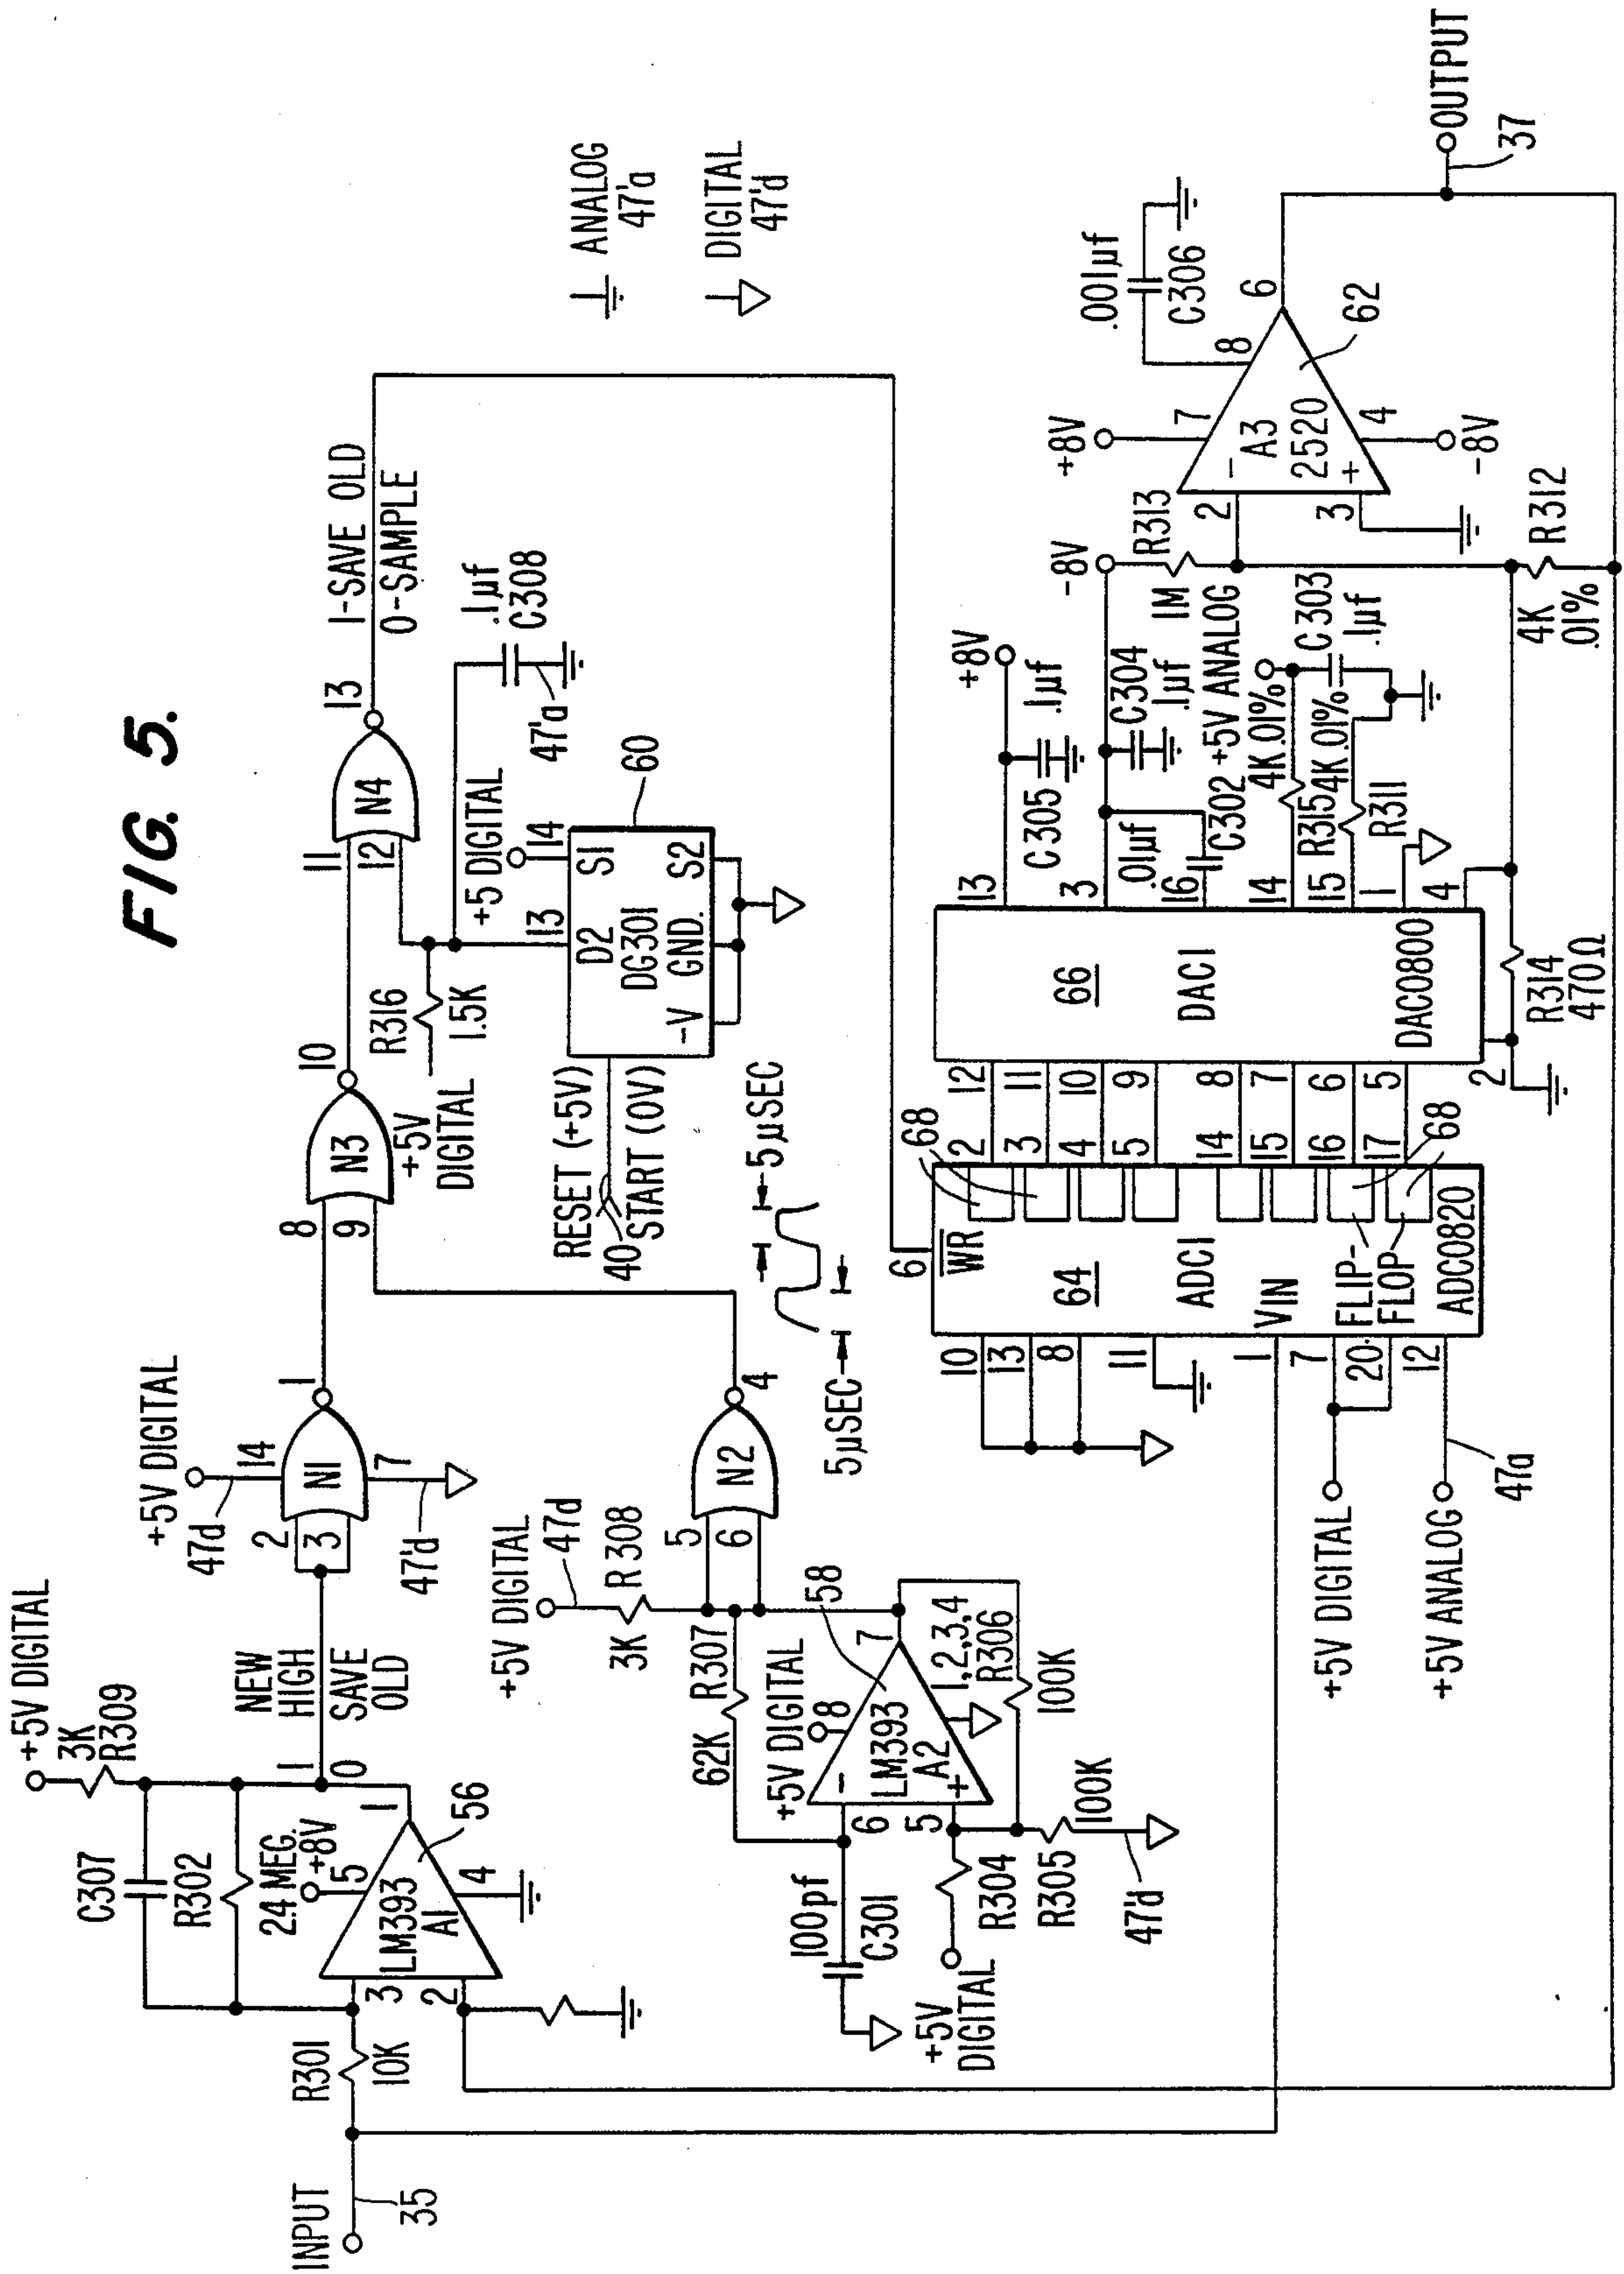 FIG. 5.
INPUT
35
R301
10K
C307
R302
24 MEG.
+8V
5
3
2
LM393
A1
4
56
1
+5V DIGITAL
3K
R309
1
0
NEW
HIGH
SAVE
OLD
+5V DIGITAL
47d
14
2
3
N1
7
47'd
1
8
9
N3
10
R316
1.5K
+5V
DIGITAL
11
12
N4
13
1-SAVE OLD
0-SAMPLE
.1µf
C308
47'a
+5 DIGITAL
14
13
60
D2
S1
DG301
-V
GND.
S2
RESET (+5V)
40
START (0V)
ANALOG
47'a
DIGITAL
47'd
5µSEC
5µSEC
+5V DIGITAL
47d
3K
R308
5
6
N2
4
62K
R307
+5V DIGITAL
8
58
7
6
5
LM393
A2
1,2,3,4
R306
100K
100pf
C301
+5V
DIGITAL
R304
R305
100K
47'd
10
13
8
11
1
7
20
12
6
WR
64
ADC1
VIN
FLIP-
FLOP
ADC0820
+5V DIGITAL
+5V ANALOG
47a
68
68
2
3
4
5
14
15
16
17
12
11
10
9
8
7
6
5
2
66
DAC1
DAC0800
13
3
16
14
15
1
4
+8V
C305
.1µf
-8V
C304
.1µf
.01µf
C302
+5V ANALOG
4K.01%
R315
4K.01%
R311
C303
.1µf
R314
470Ω
R313
1M
2
3
+8V
7
A3
2520
4
-8V
8
.001µf
C306
6
62
R312
4K
.01%
OUTPUT
37